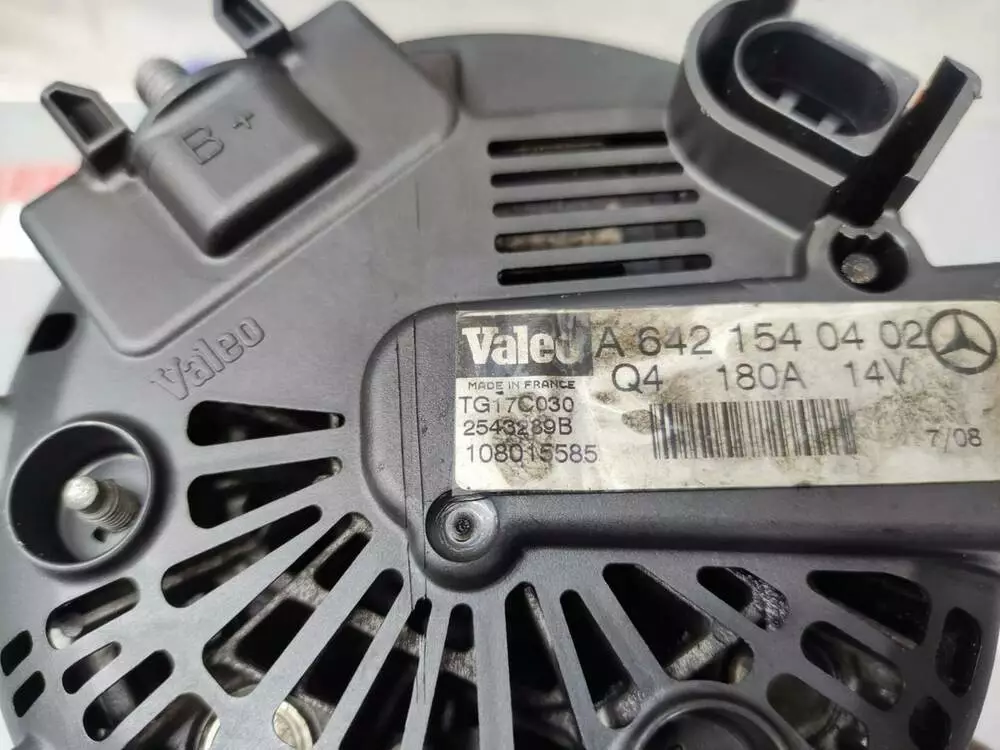 B+
Valeo
Valeo A 642 154 04 02
MADE IN FRANCE Q4 180A 14V
TG17C030
2543289B
108015585 7/08